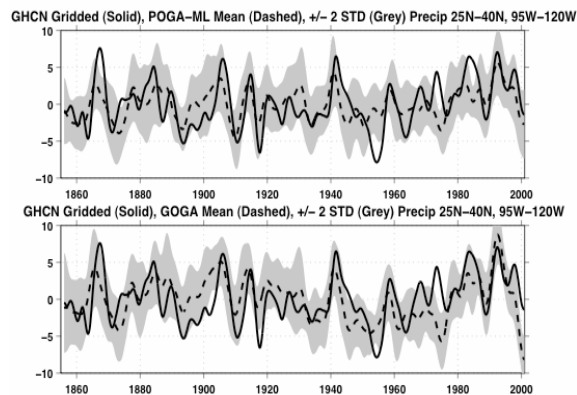 GHCN Gridded (Solid), POGA−ML Mean (Dashed), +/− 2 STD (Grey) Precip 25N−40N, 95W−120W
10
5
0
−5
−10
1860 1880 1900 1920 1940 1960 1980 2000
GHCN Gridded (Solid), GOGA Mean (Dashed), +/− 2 STD (Grey) Precip 25N−40N, 95W−120W
10
5
0
−5
−10
1860 1880 1900 1920 1940 1960 1980 2000